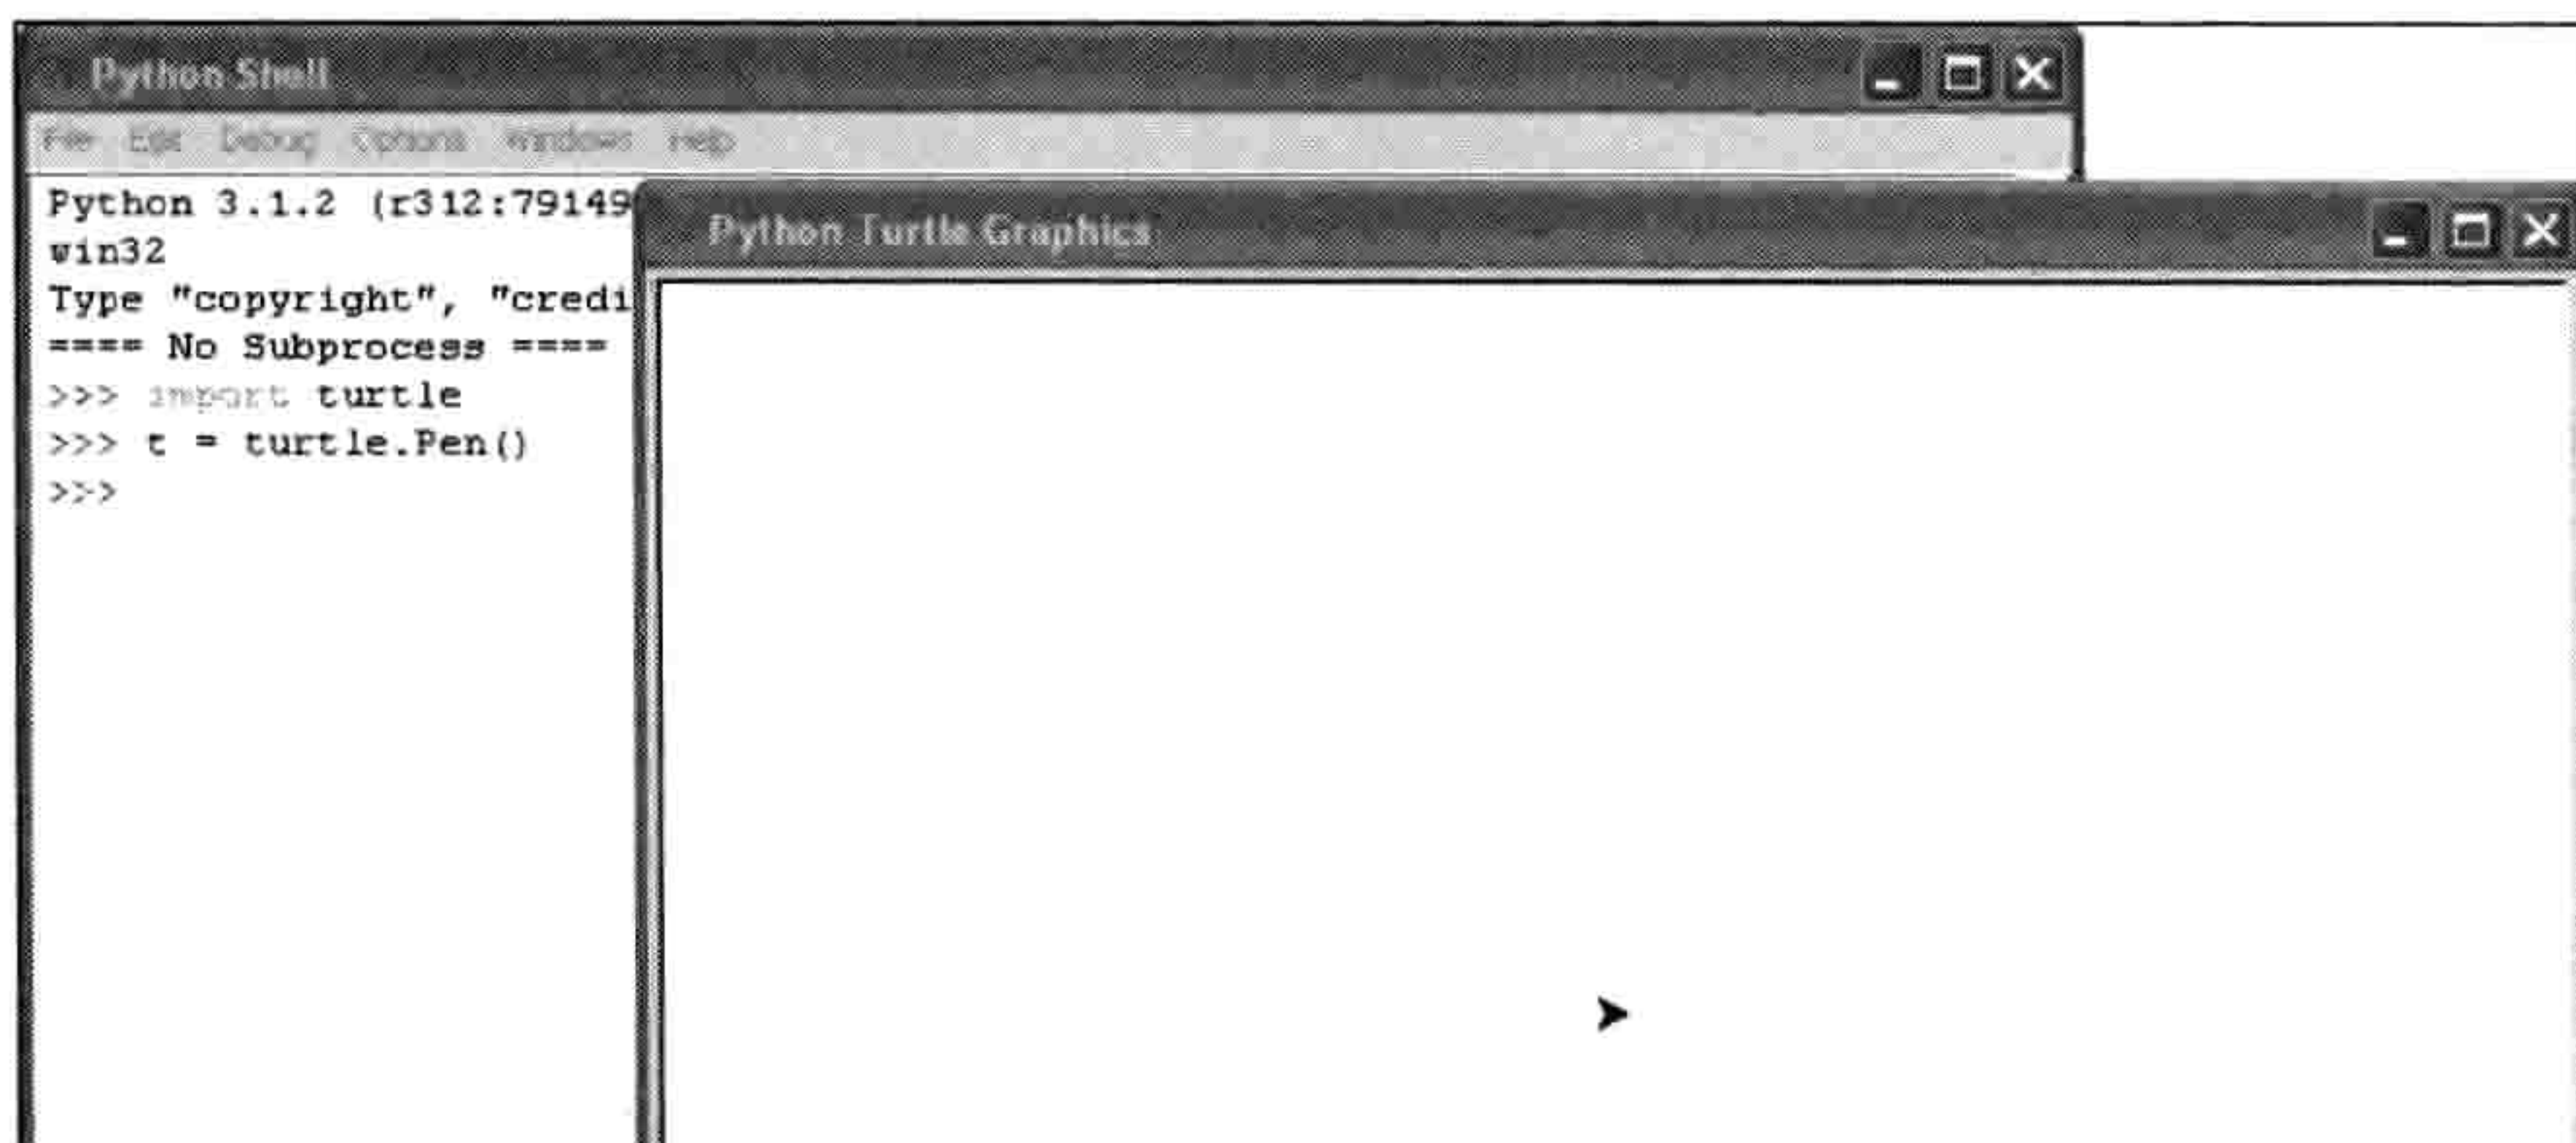 Python Shell
File Edit Debug Options Windows Help
Python 3.1.2 (r312:79149
win32
Type "copyright", "credi
==== No Subprocess ====
>>> import turtle
>>> t = turtle.Pen()
>>>
Python Turtle Graphics